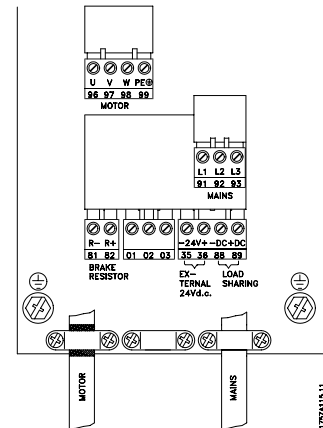 U V W PE
96 97 98 99
MOTOR
L1 L2 L3
91 92 93
MAINS
R- R+
81 82
BRAKE
RESISTOR
01 02 03
-24V+ -DC+DC
35 36 88 89
EX-
TERNAL
24Vd.c.
LOAD
SHARING
MOTOR
MAINS